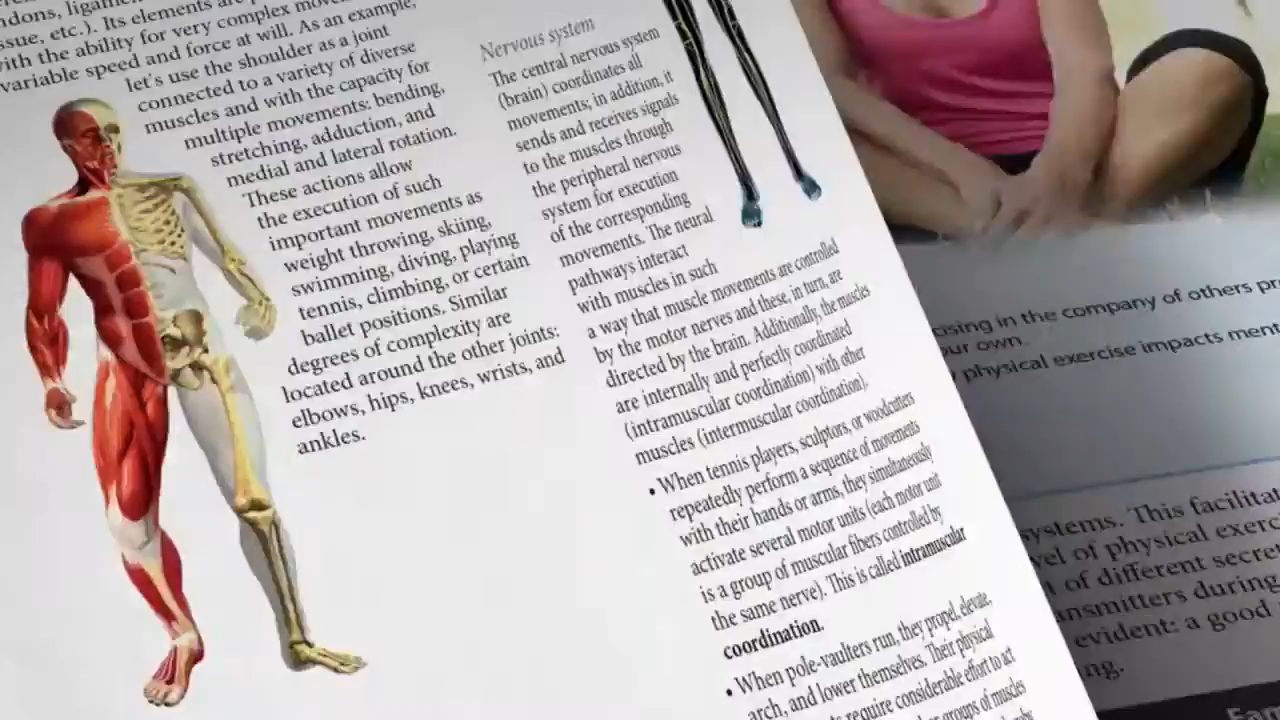 ndons, ligamen
ssue, etc.). Its elements are
with the ability for very complex
variable speed and force at will. As an example,
let's use the shoulder as a joint
connected to a variety of diverse
muscles and with the capacity for
multiple movements: bending,
stretching, adduction, and
medial and lateral rotation.
These actions allow
the execution of such
important movements as
weight throwing, skiing,
swimming, diving, playing
tennis, climbing, or certain
ballet positions. Similar
degrees of complexity are
located around the other joints:
elbows, hips, knees, wrists, and
ankles.
Nervous system
The central nervous system
(brain) coordinates all
movements; in addition, it
sends and receives signals
to the muscles through
the peripheral nervous
system for execution
of the corresponding
movements. The neural
pathways interact
with muscles in such
a way that muscle movements are controlled
by the motor nerves and these, in turn, are
directed by the brain. Additionally, the muscles
are internally and perfectly coordinated
(intramuscular coordination) with other
muscles (intermuscular coordination).
• When tennis players, sculptors, or woodcutters
repeatedly perform a sequence of movements
with their hands or arms, they simultaneously
activate several motor units (each motor unit
is a group of muscular fibers controlled by
the same nerve). This is called intramuscular
coordination.
• When pole-vaulters run, they propel, elevate,
arch, and lower themselves. Their physical
require considerable effort to act
groups of muscles
cising in the company of others pr
our own.
physical exercise impacts ment
systems. This facilitat
vel of physical exerc
of different secre
ansmitters during
evident: a good
ng.